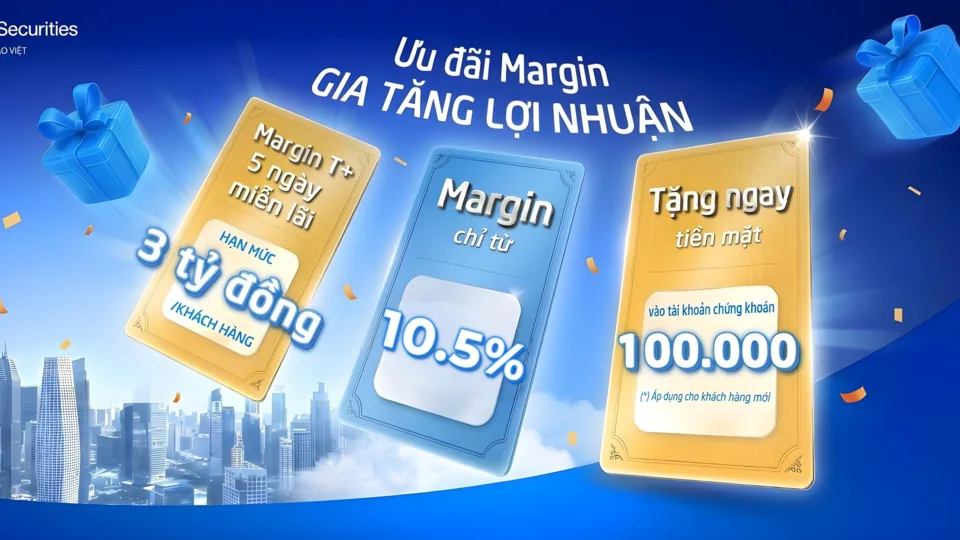 Securities
ẢO VIỆT
Ưu đãi Margin
GIA TĂNG LỢI NHUẬN
Margin T+
5 ngày
miễn lãi
HẠN MỨC
3 tỷ đồng
/KHÁCH HÀNG
Margin
chỉ từ
10.5%
Tặng ngay
tiền mặt
vào tài khoản chứng khoán
100.000
(*) Áp dụng cho khách hàng mới